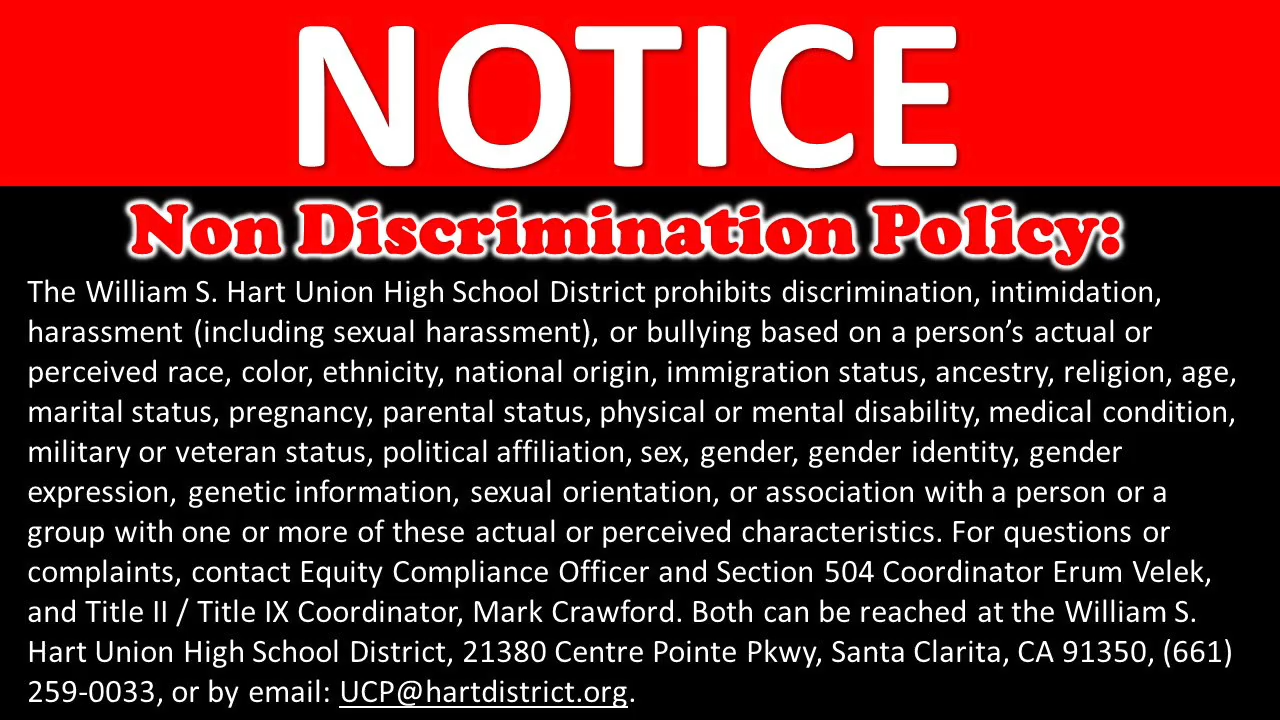 NOTICE
Non Discrimination Policy:
The William S. Hart Union High School District prohibits discrimination, intimidation,
harassment (including sexual harassment), or bullying based on a person’s actual or
perceived race, color, ethnicity, national origin, immigration status, ancestry, religion, age,
marital status, pregnancy, parental status, physical or mental disability, medical condition,
military or veteran status, political affiliation, sex, gender, gender identity, gender
expression, genetic information, sexual orientation, or association with a person or a
group with one or more of these actual or perceived characteristics. For questions or
complaints, contact Equity Compliance Officer and Section 504 Coordinator Erum Velek,
and Title II / Title IX Coordinator, Mark Crawford. Both can be reached at the William S.
Hart Union High School District, 21380 Centre Pointe Pkwy, Santa Clarita, CA 91350, (661)
259-0033, or by email: UCP@hartdistrict.org.